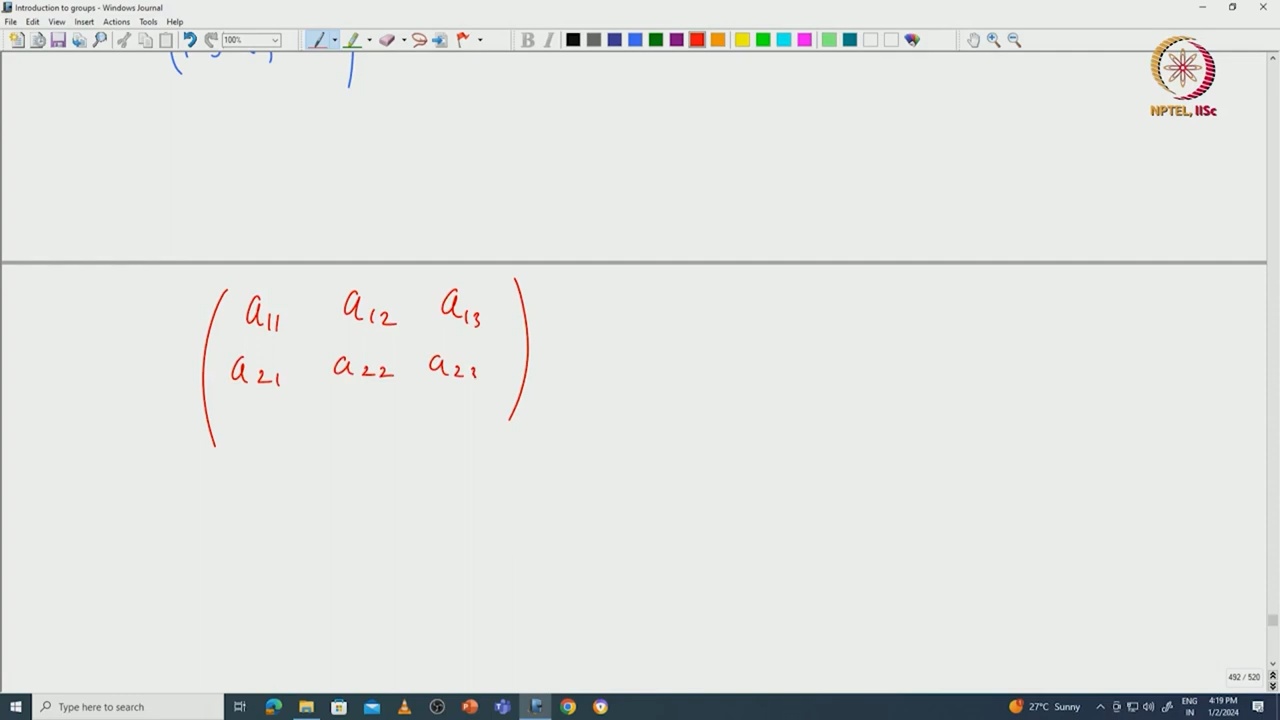 Introduction to groups - Windows Journal
File Edit View Insert Actions Tools Help
100%
NPTEL, IISc
a11 a12 a13
a21 a22 a23
492 / 520
Type here to search
27°C Sunny
ENG
IN
4:19 PM
1/2/2024